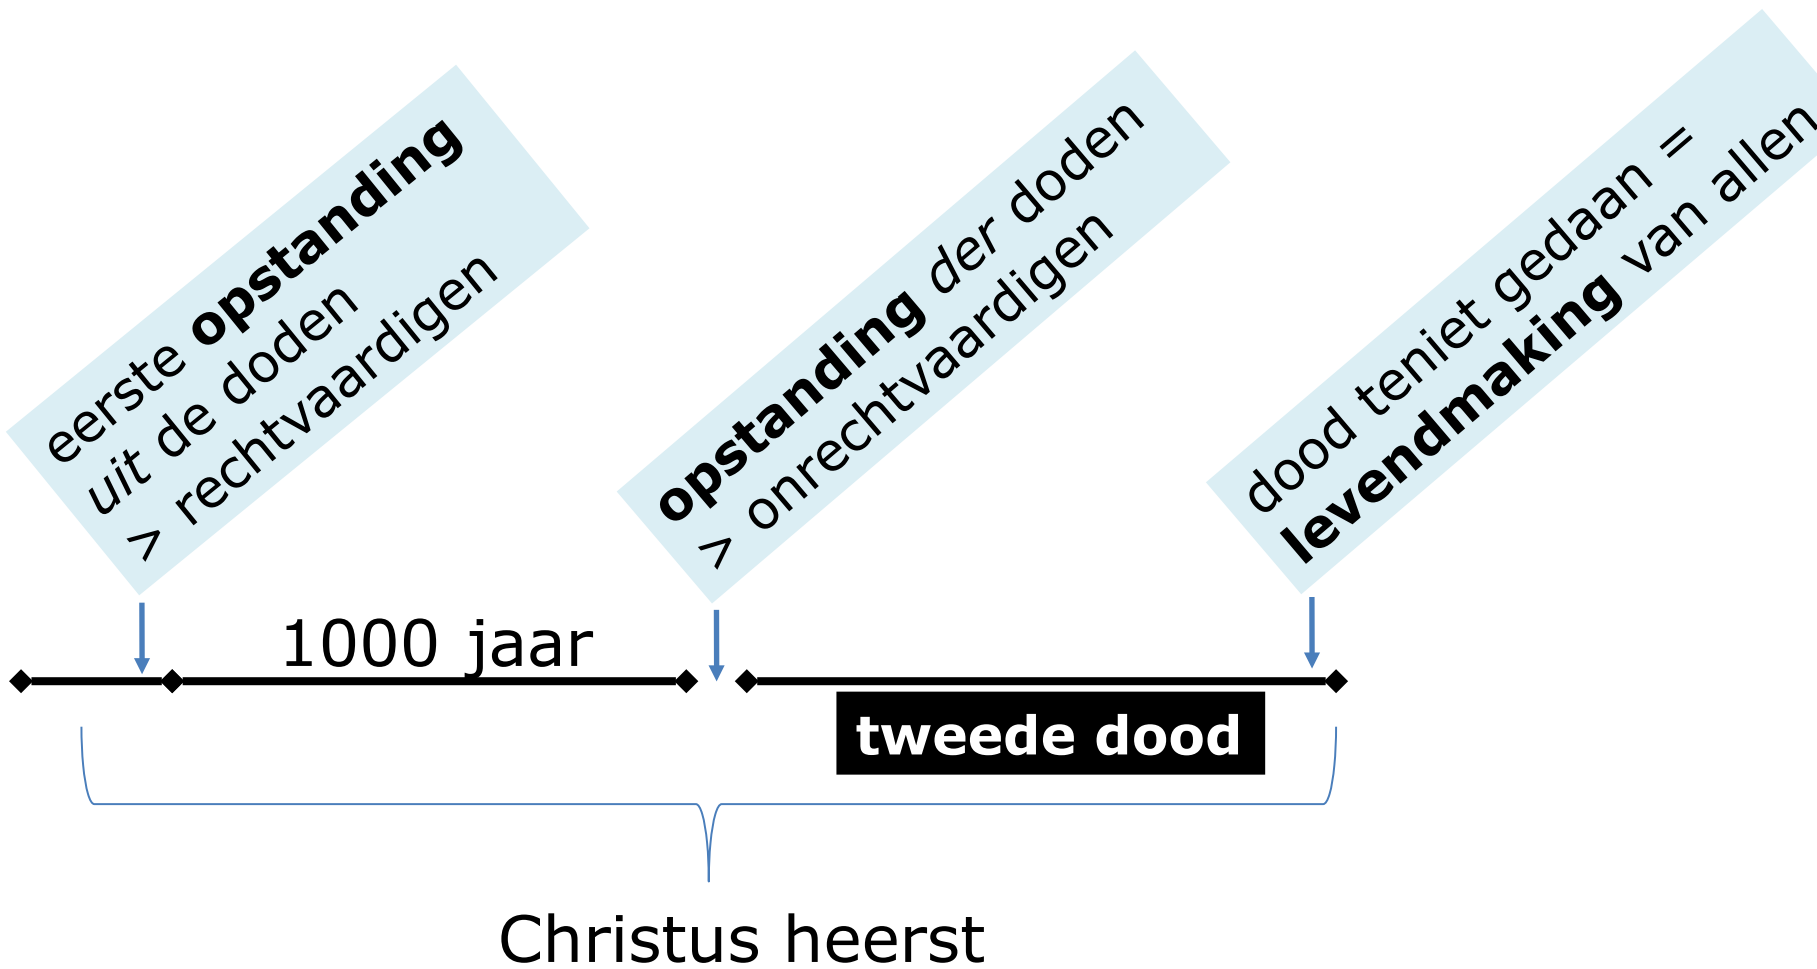 eerste opstanding
uit de doden
> rechtvaardigen
opstanding der doden
> onrechtvaardigen
dood teniet gedaan =
levendmaking van allen
1000 jaar
tweede dood
Christus heerst